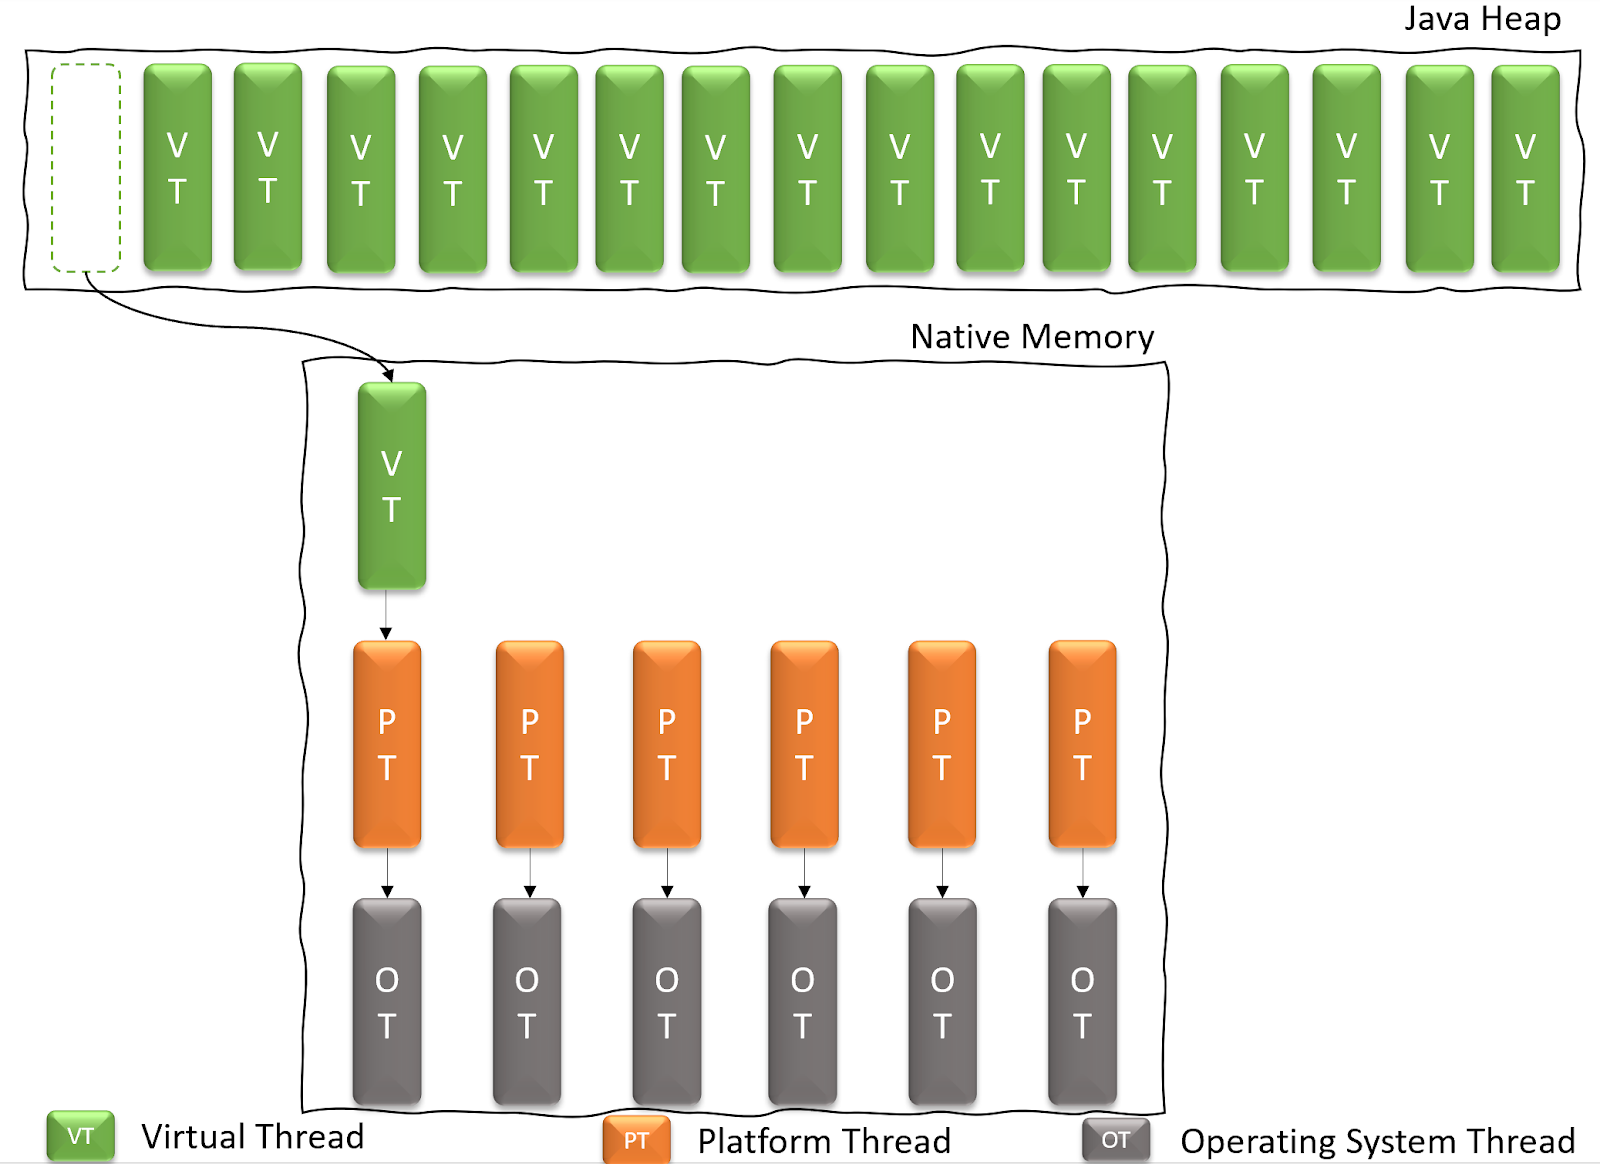 Java Heap
V V V V V V V V V V V V V V V V
T T T T T T T T T T T T T T T T
Native Memory
V
T
P P P P P P
T T T T T T
O O O O O O
T T T T T T
VT Virtual Thread PT Platform Thread OT Operating System Thread